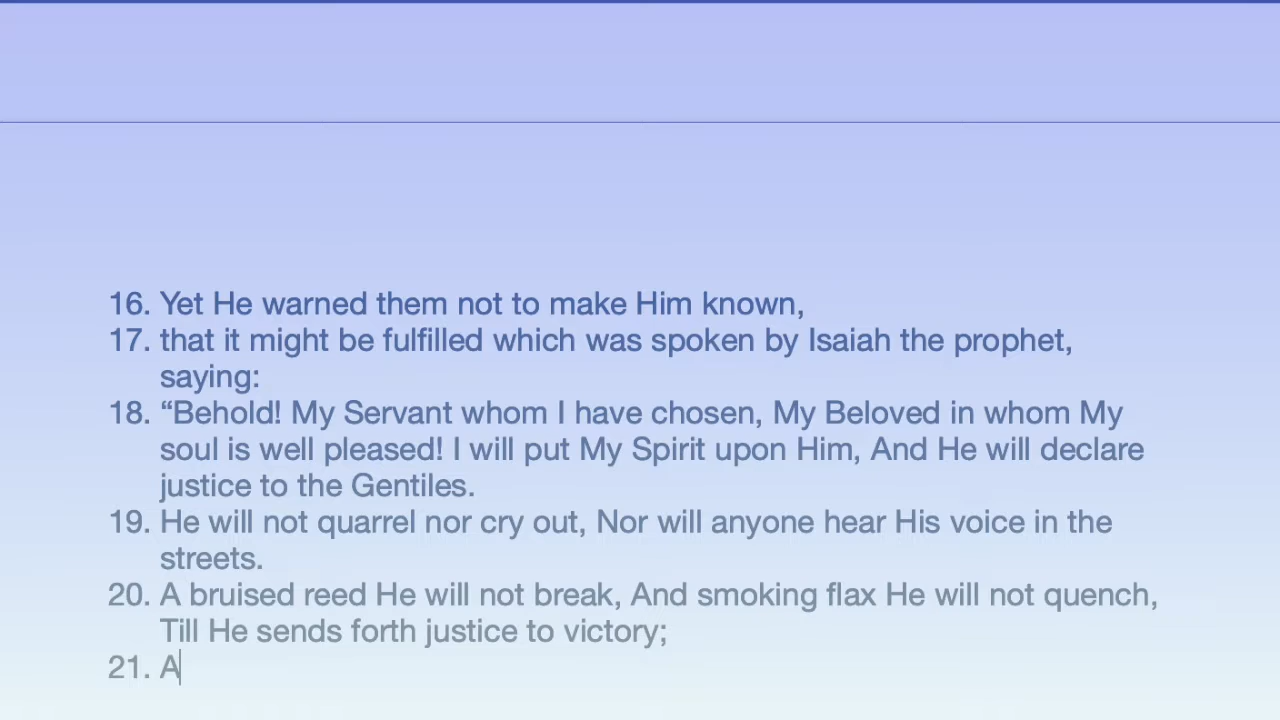 16. Yet He warned them not to make Him known,
17. that it might be fulfilled which was spoken by Isaiah the prophet,
saying:
18. “Behold! My Servant whom I have chosen, My Beloved in whom My
soul is well pleased! I will put My Spirit upon Him, And He will declare
justice to the Gentiles.
19. He will not quarrel nor cry out, Nor will anyone hear His voice in the
streets.
20. A bruised reed He will not break, And smoking flax He will not quench,
Till He sends forth justice to victory;
21. A